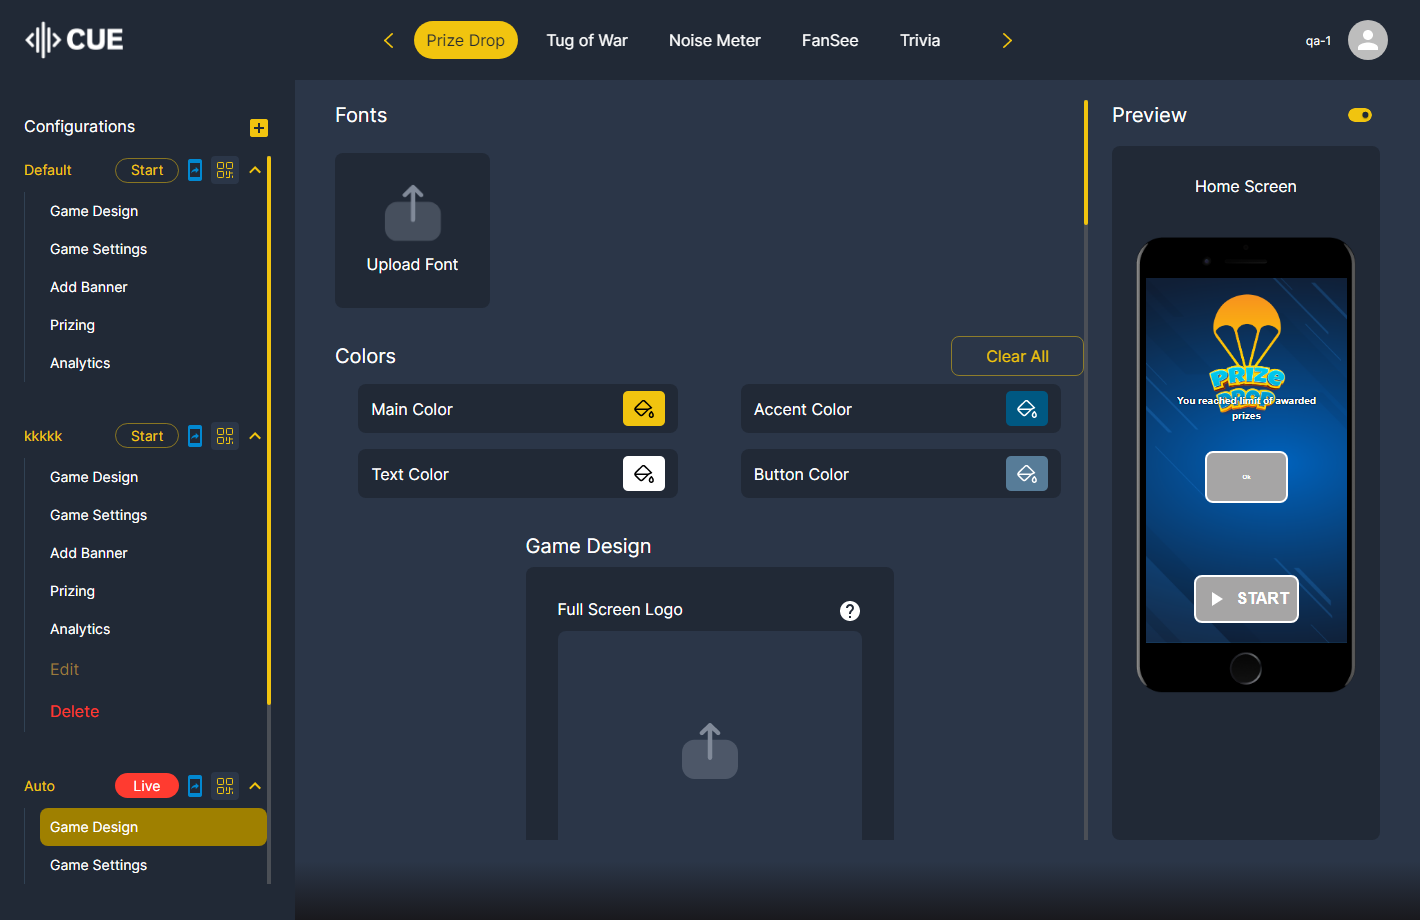 CUE
Prize Drop
Tug of War
Noise Meter
FanSee
Trivia
qa-1
Configurations
Default
Start
Game Design
Game Settings
Add Banner
Prizing
Analytics
kkkkk
Start
Game Design
Game Settings
Add Banner
Prizing
Analytics
Edit
Delete
Auto
Live
Game Design
Game Settings
Fonts
Upload Font
Colors
Clear All
Main Color
Accent Color
Text Color
Button Color
Game Design
Full Screen Logo
?
Preview
Home Screen
PRIZE
DROP
You reached limit of awarded
prizes
Ok
START